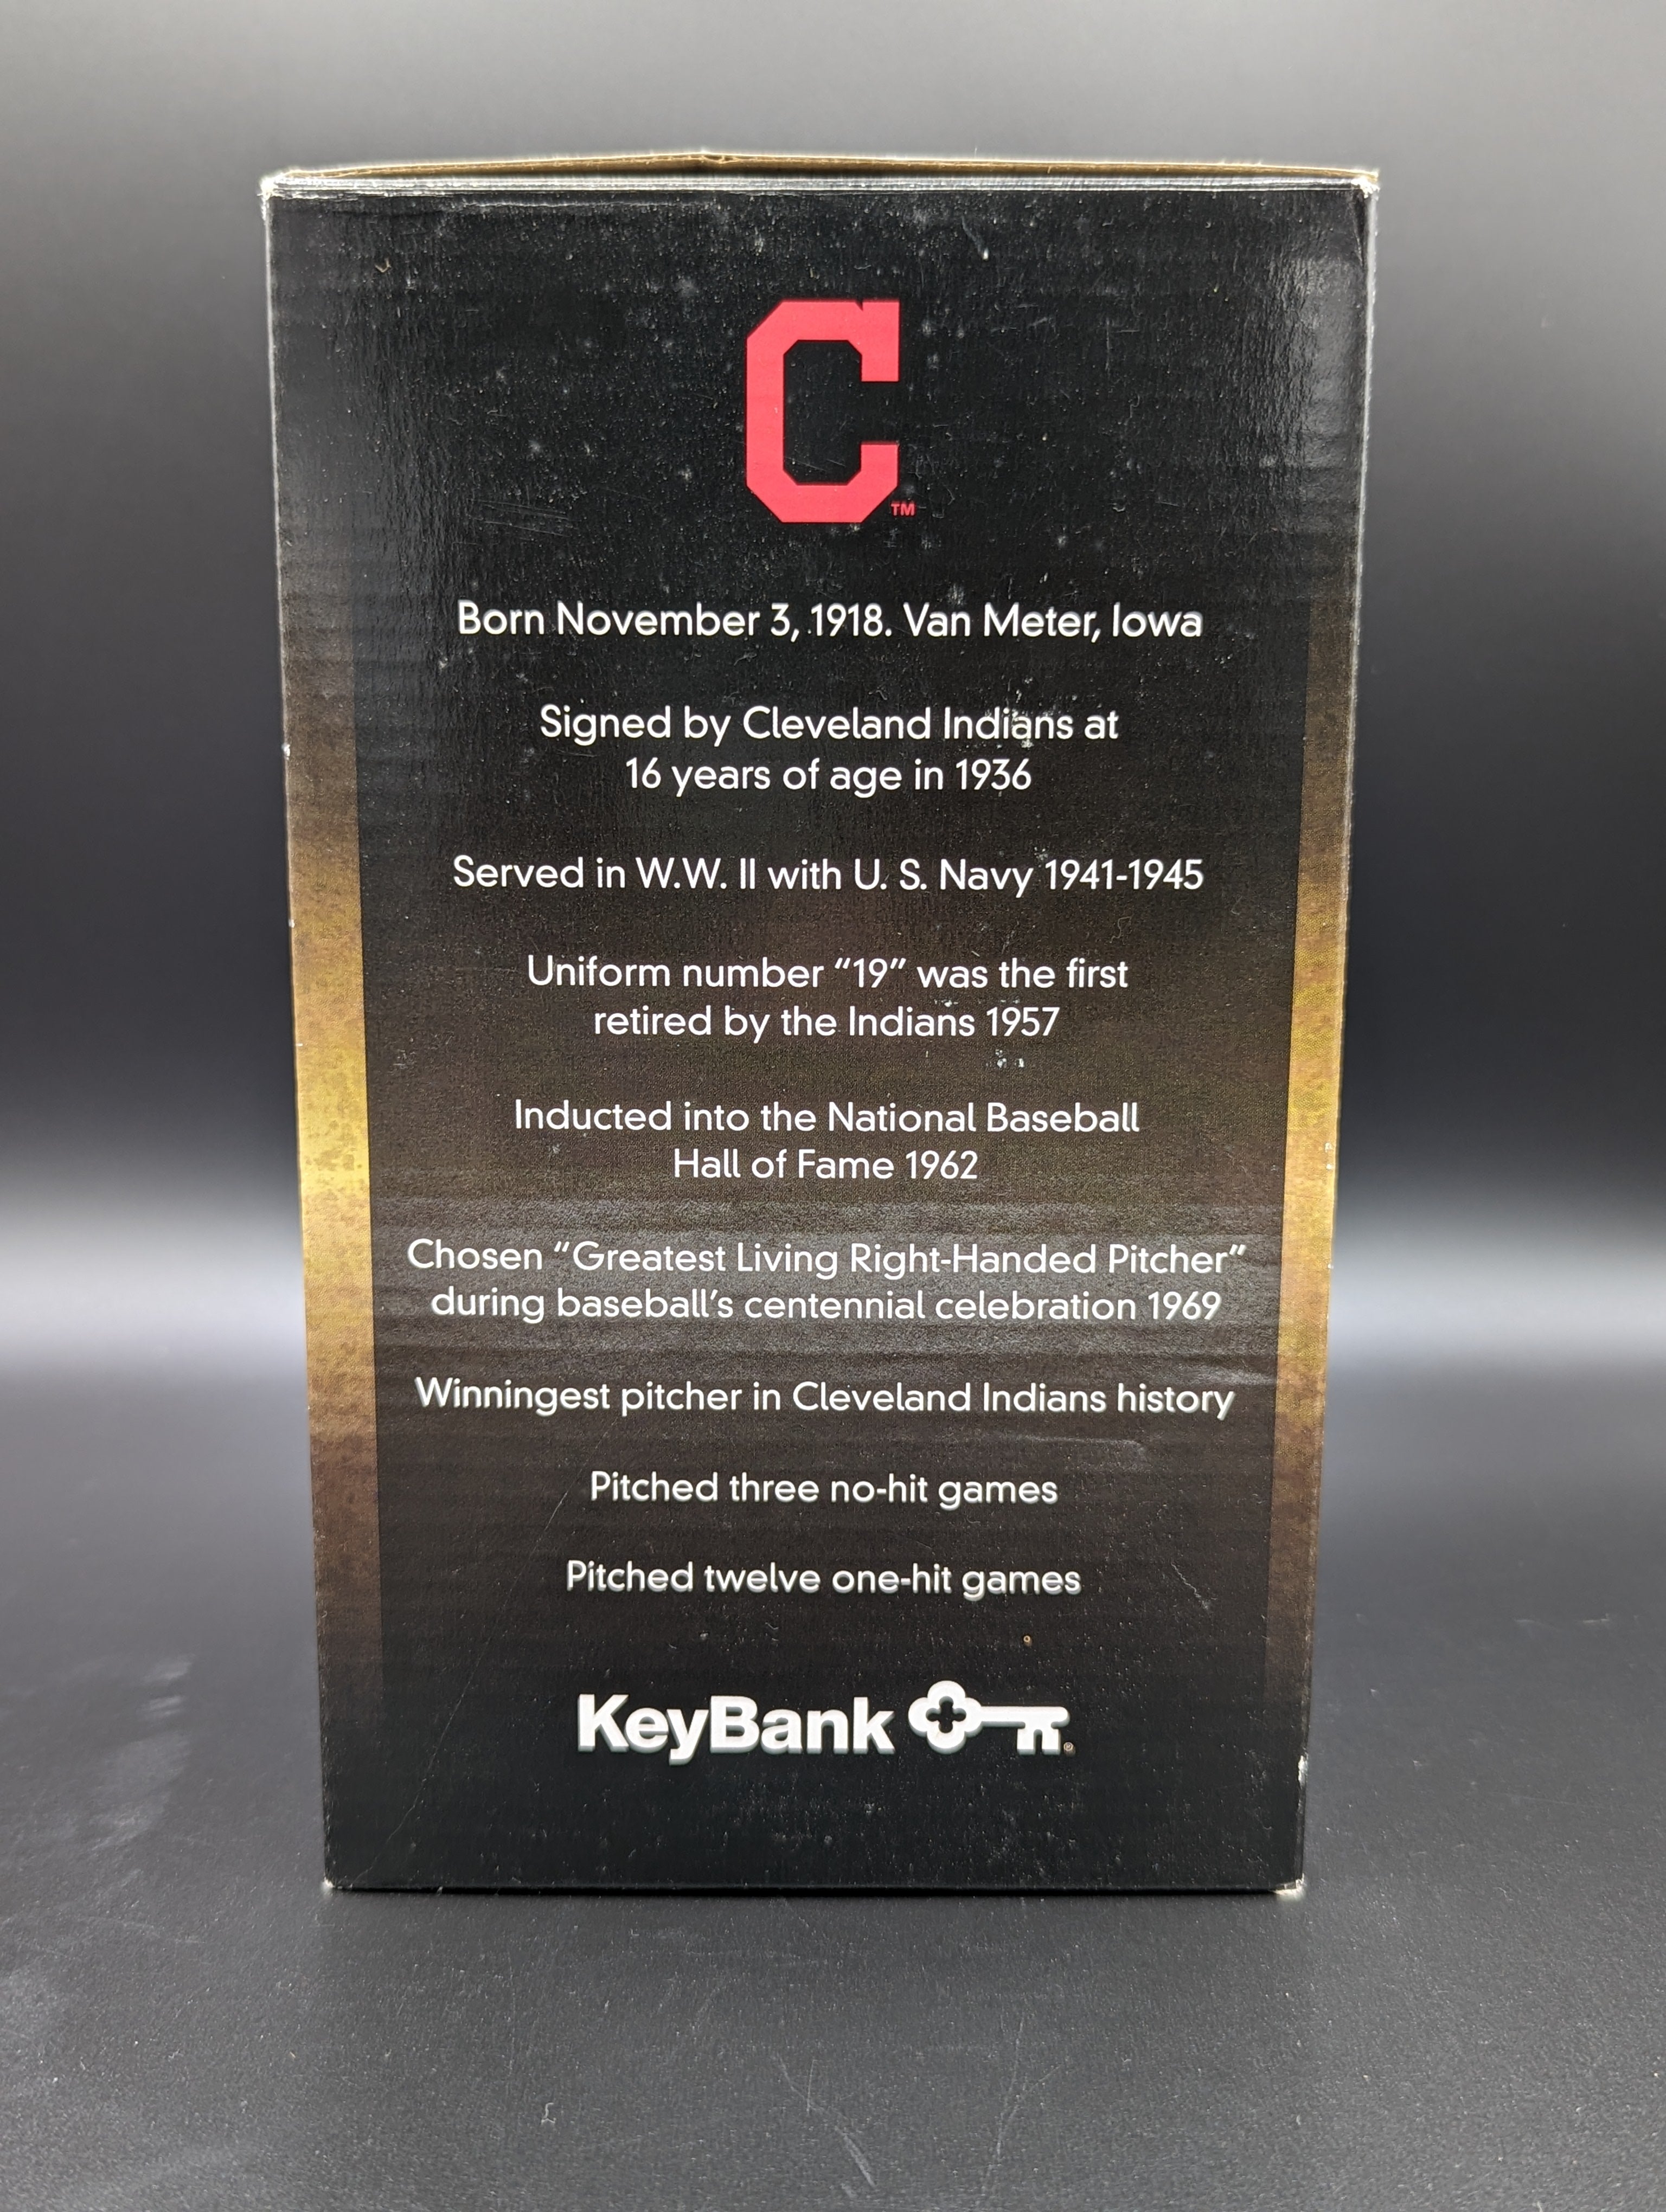 C
TM
Born November 3, 1918. Van Meter, Iowa
Signed by Cleveland Indians at
16 years of age in 1936
Served in W.W. II with U. S. Navy 1941-1945
Uniform number “19” was the first
retired by the Indians 1957
Inducted into the National Baseball
Hall of Fame 1962
Chosen “Greatest Living Right-Handed Pitcher”
during baseball’s centennial celebration 1969
Winningest pitcher in Cleveland Indians history
Pitched three no-hit games
Pitched twelve one-hit games
KeyBank ®